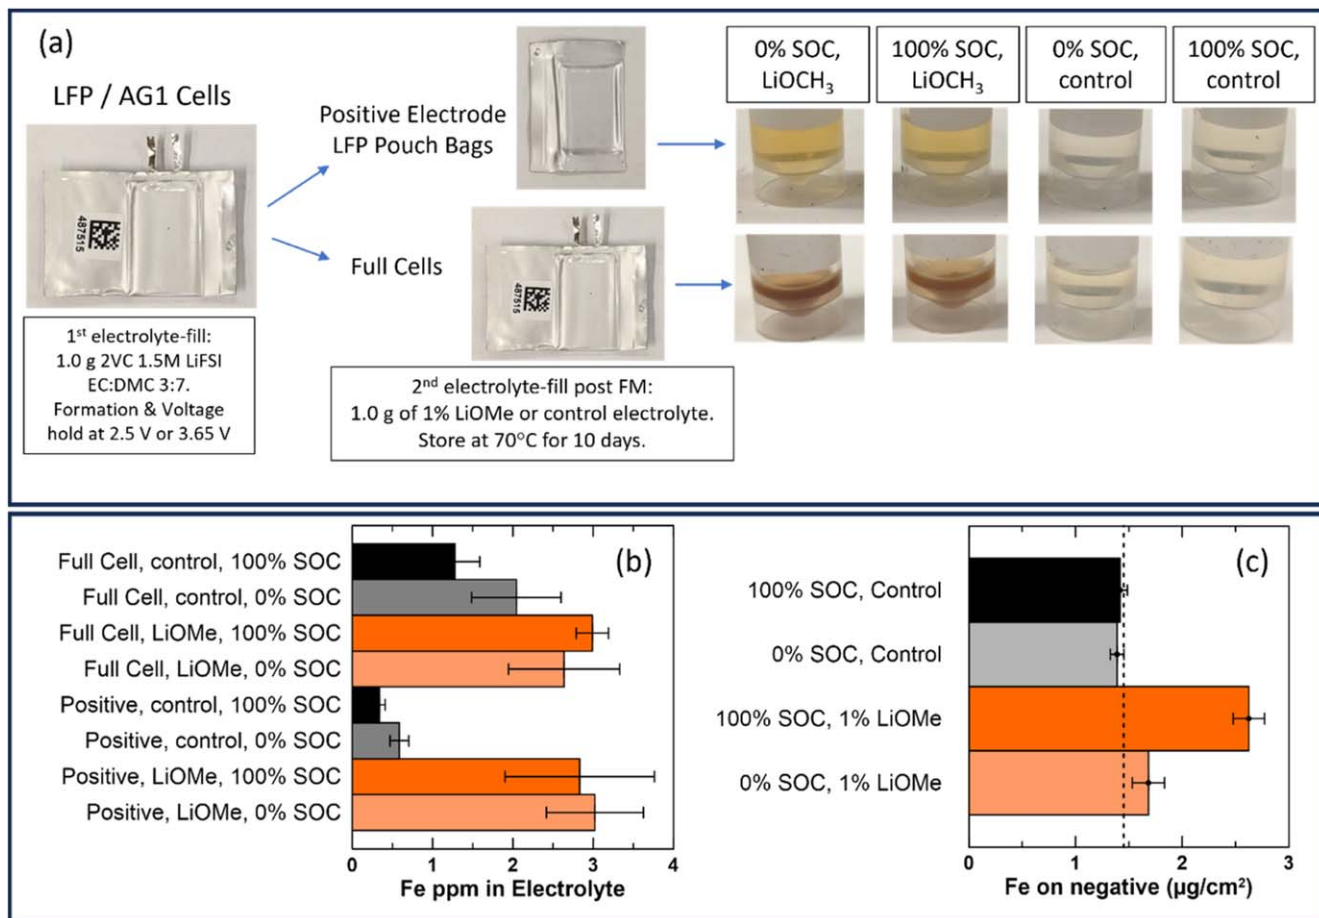 (a)
LFP / AG1 Cells
487515
1st electrolyte-fill:
1.0 g 2VC 1.5M LiFSI
EC:DMC 3:7.
Formation & Voltage
hold at 2.5 V or 3.65 V
Positive Electrode
LFP Pouch Bags
Full Cells
487515
2nd electrolyte-fill post FM:
1.0 g of 1% LiOMe or control electrolyte.
Store at 70°C for 10 days.
0% SOC,
LiOCH₃
100% SOC,
LiOCH₃
0% SOC,
control
100% SOC,
control
(b)
Full Cell, control, 100% SOC
Full Cell, control, 0% SOC
Full Cell, LiOMe, 100% SOC
Full Cell, LiOMe, 0% SOC
Positive, control, 100% SOC
Positive, control, 0% SOC
Positive, LiOMe, 100% SOC
Positive, LiOMe, 0% SOC
0 1 2 3 4
Fe ppm in Electrolyte
(c)
100% SOC, Control
0% SOC, Control
100% SOC, 1% LiOMe
0% SOC, 1% LiOMe
0 1 2 3
Fe on negative (µg/cm²)